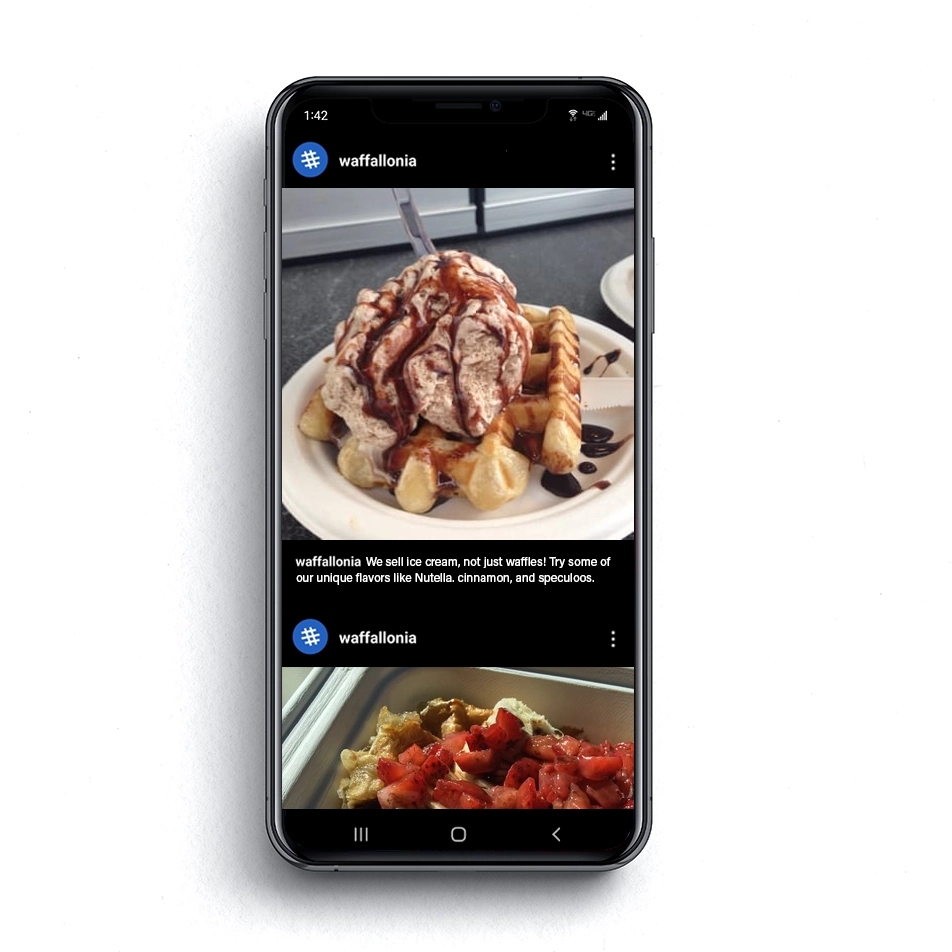 1:42
4GE
waffallonia
waffallonia We sell ice cream, not just waffles! Try some of
our unique flavors like Nutella. cinnamon, and speculoos.
waffallonia